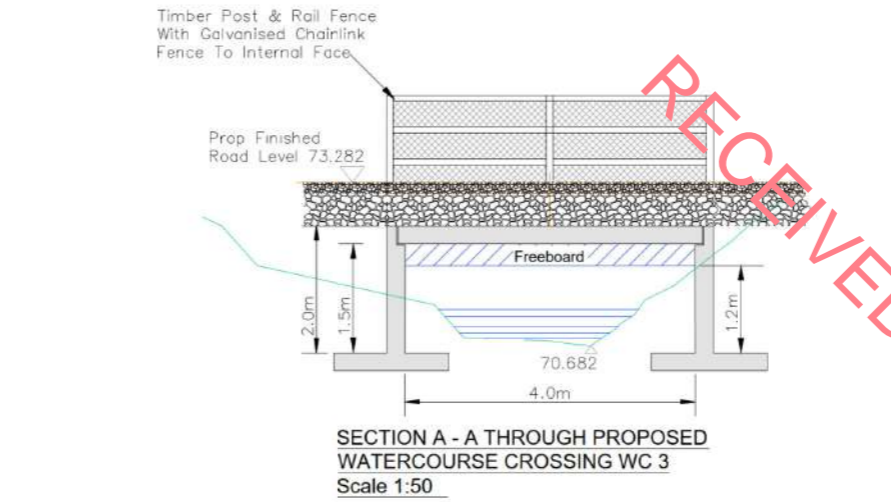 Timber Post & Rail Fence
With Galvanised Chainlink
Fence To Internal Face
Prop Finished
Road Level 73.282
RECEIVED
Freeboard
2.0m
1.5m
1.2m
70.682
4.0m
SECTION A - A THROUGH PROPOSED
WATERCOURSE CROSSING WC 3
Scale 1:50